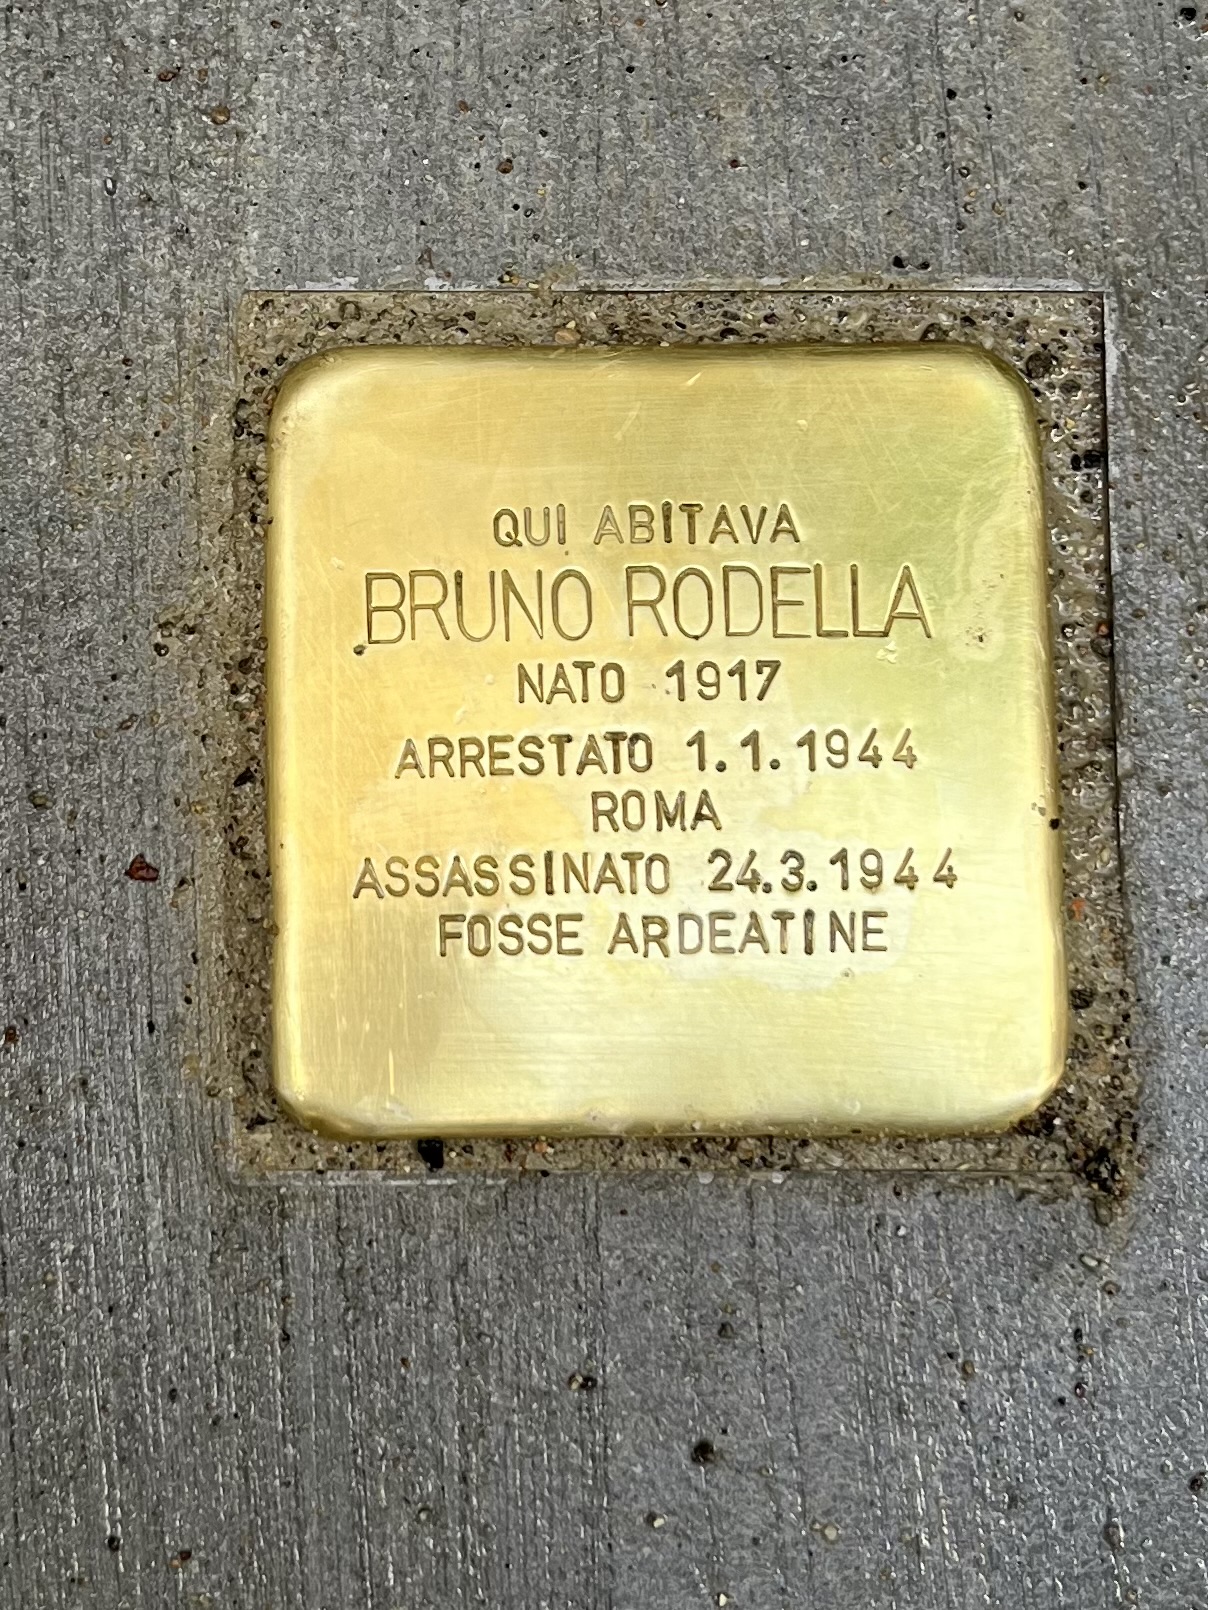 QUI ABITAVA
BRUNO RODELLA
NATO 1917
ARRESTATO 1.1.1944
ROMA
ASSASSINATO 24.3.1944
FOSSE ARDEATINE